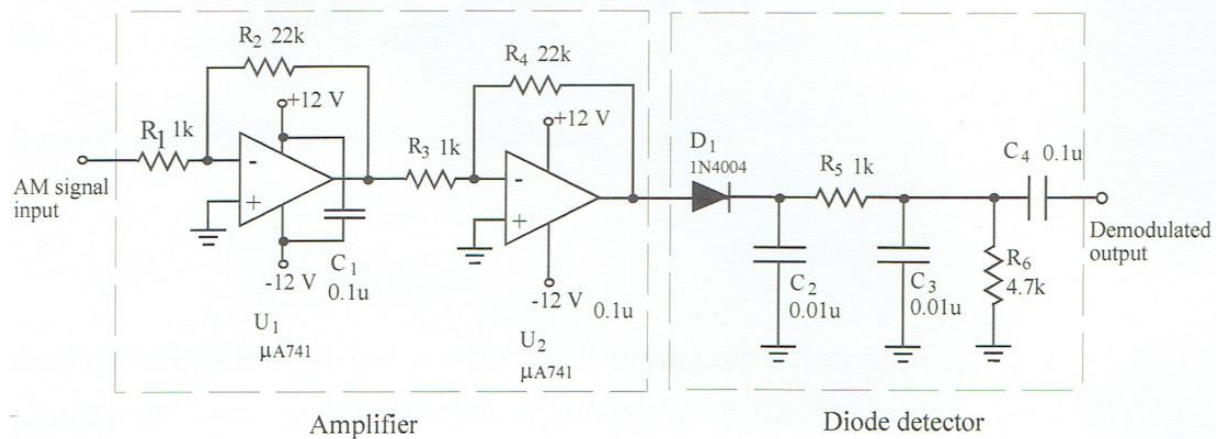 R2 22k
R4 22k
+12 V
+12 V
R1 1k
R3 1k
D1
1N4004
R5 1k
C4 0.1u
-
+
-
+
AM signal
input
Demodulated
output
-12 V
C1
0.1u
-12 V
0.1u
C2
0.01u
C3
0.01u
R6
4.7k
U1
μA741
U2
μA741
Amplifier
Diode detector